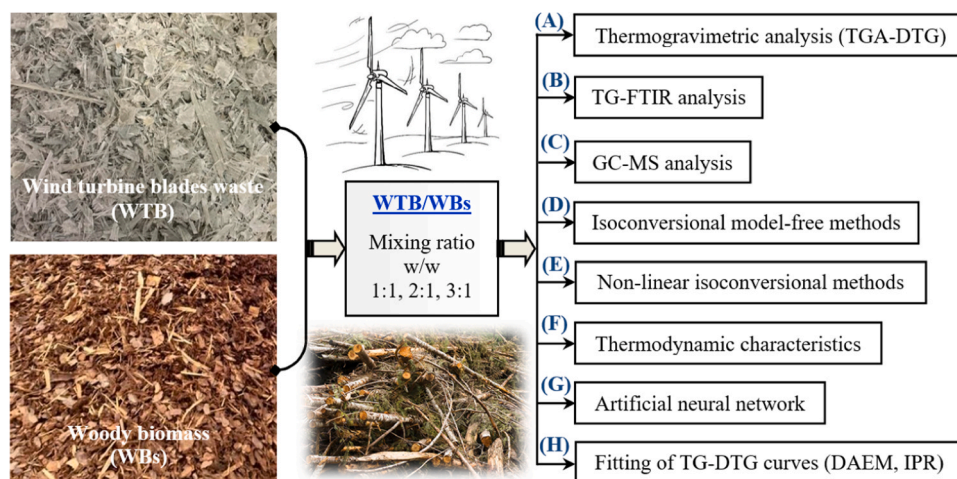 Wind turbine blades waste
(WTB)
Woody biomass
(WBs)
WTB/WBs
Mixing ratio
w/w
1:1, 2:1, 3:1
(A)
Thermogravimetric analysis (TGA-DTG)
(B)
TG-FTIR analysis
(C)
GC-MS analysis
(D)
Isoconversional model-free methods
(E)
Non-linear isoconversional methods
(F)
Thermodynamic characteristics
(G)
Artificial neural network
(H)
Fitting of TG-DTG curves (DAEM, IPR)